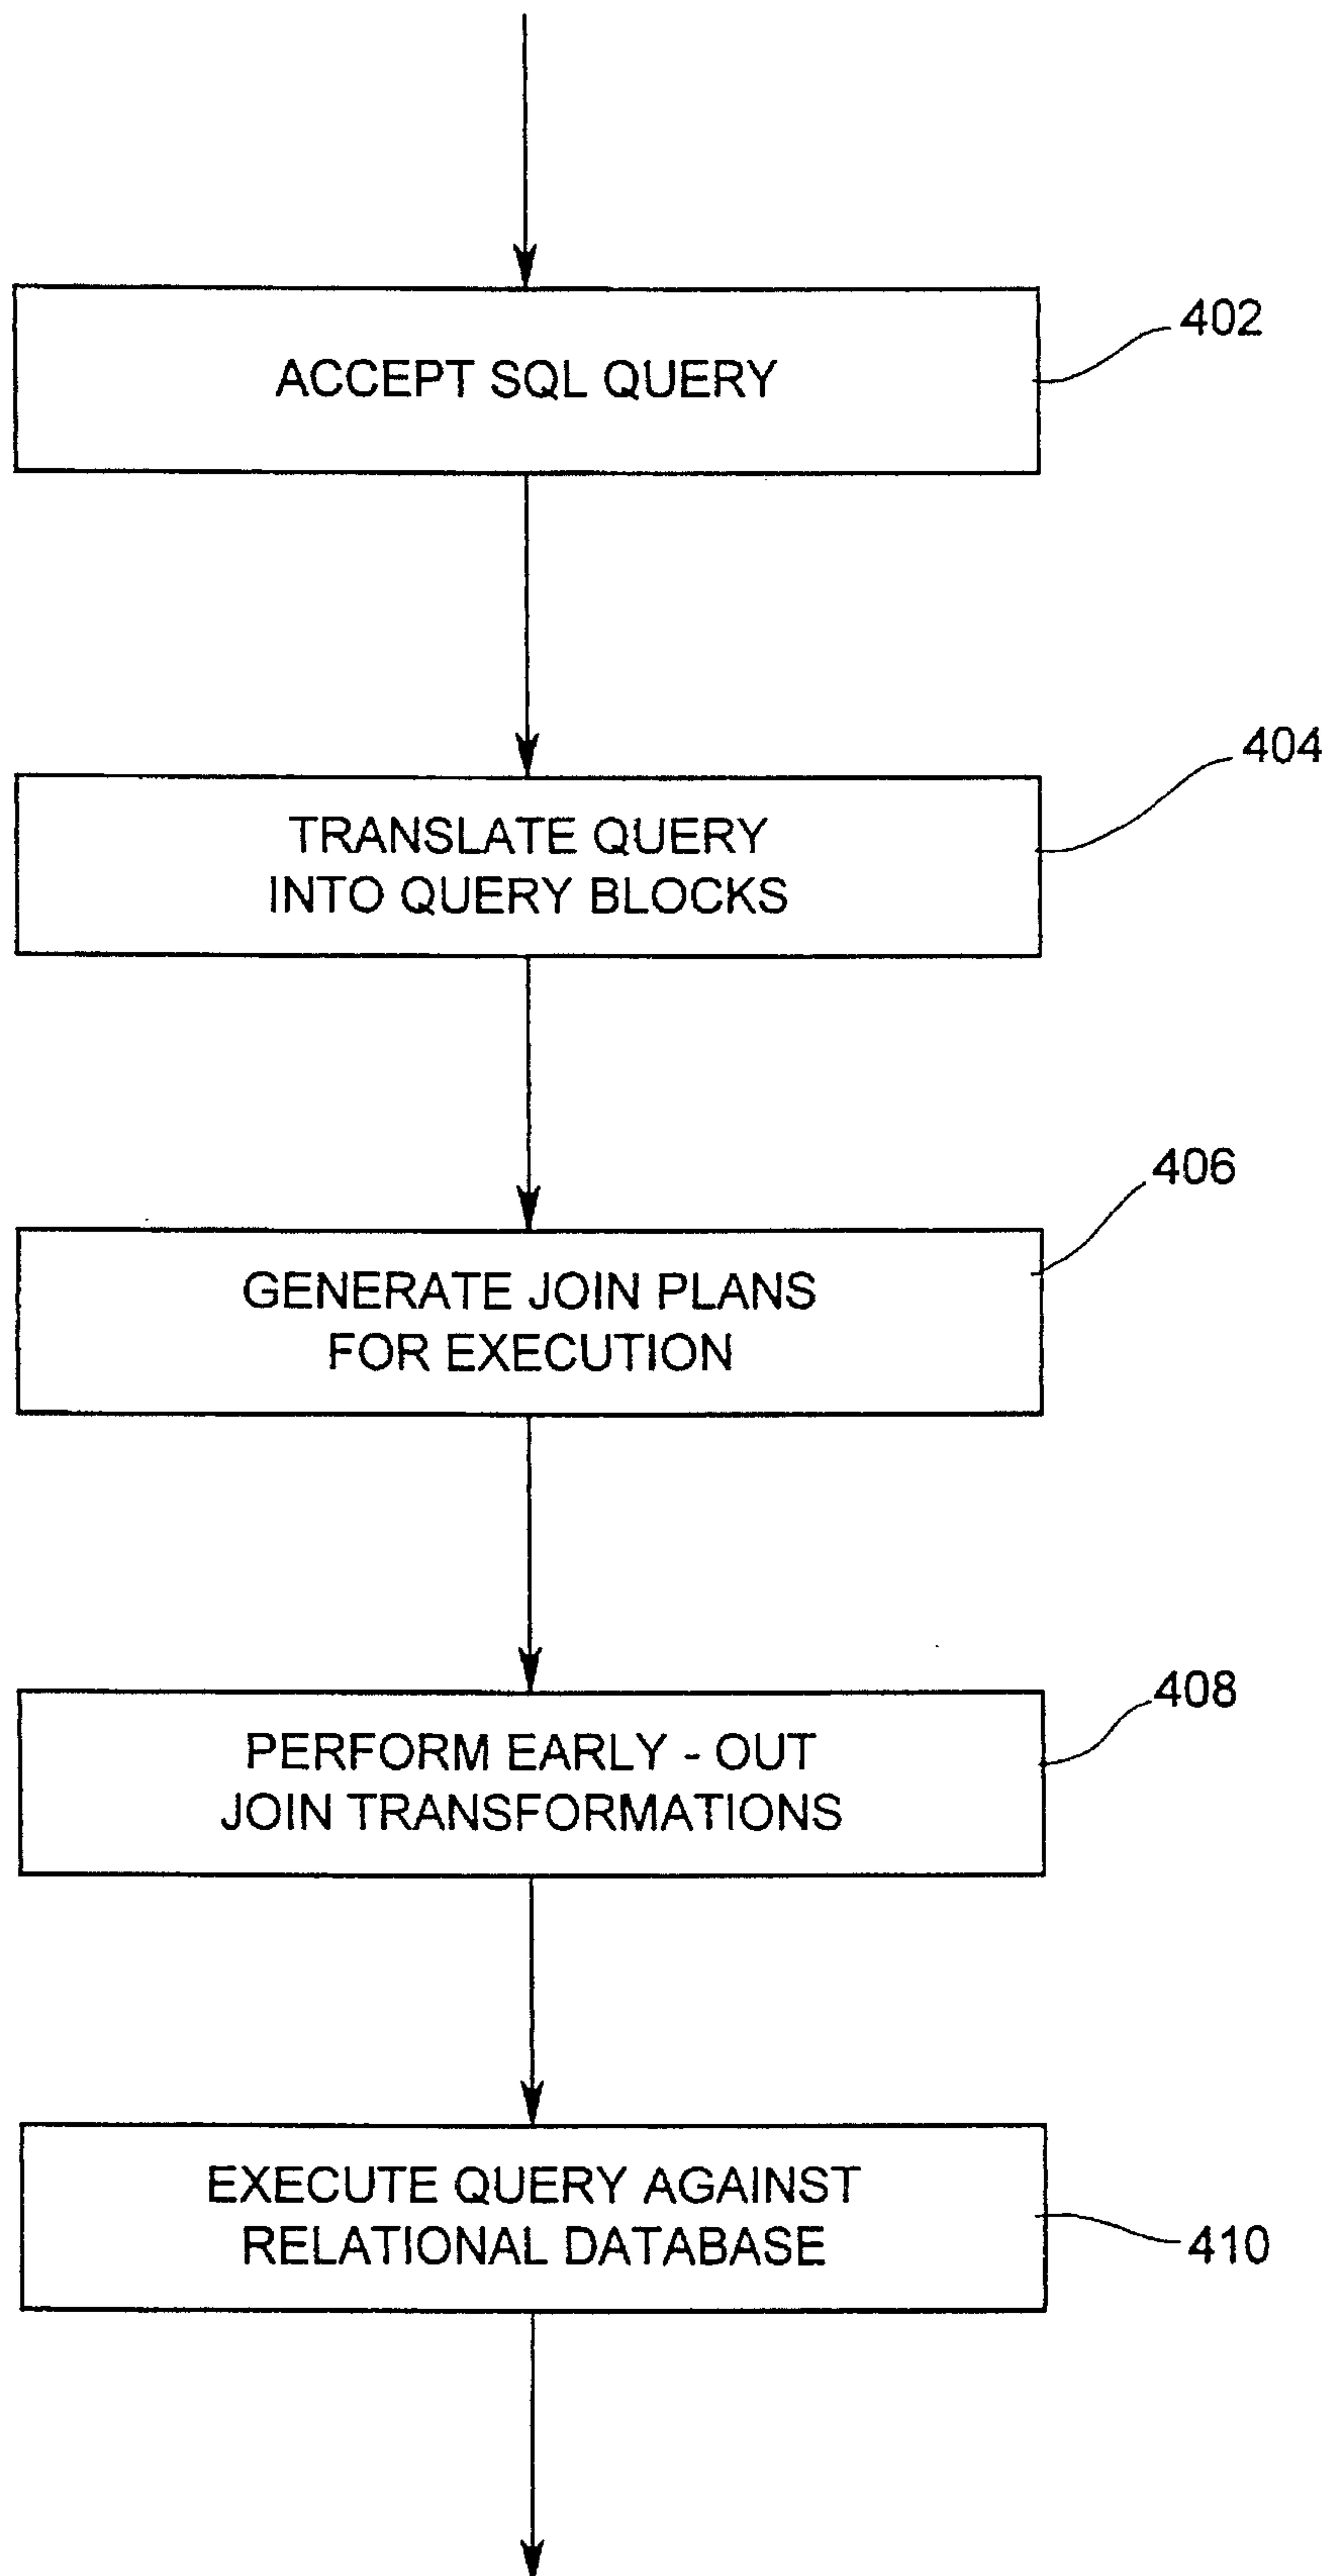 ACCEPT SQL QUERY
402
TRANSLATE QUERY
INTO QUERY BLOCKS
404
GENERATE JOIN PLANS
FOR EXECUTION
406
PERFORM EARLY - OUT
JOIN TRANSFORMATIONS
408
EXECUTE QUERY AGAINST
RELATIONAL DATABASE
410